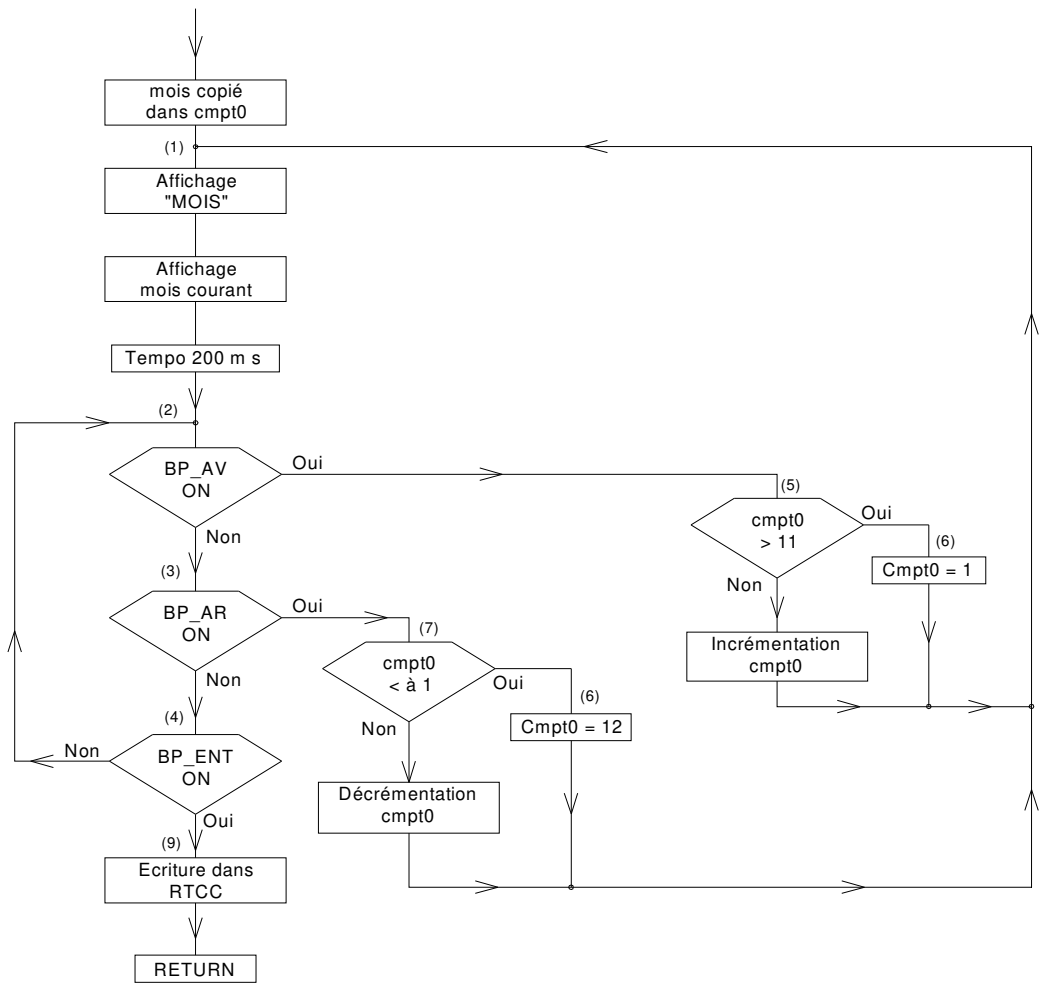 mois copié
dans cmpt0
(1)
Affichage
"MOIS"
Affichage
mois courant
Tempo 200 m s
(2)
BP_AV
ON
Oui
Non
(5)
cmpt0
> 11
Oui
Non
(6)
Cmpt0 = 1
Incrémentation
cmpt0
(3)
BP_AR
ON
Oui
Non
(7)
cmpt0
< à 1
Oui
Non
(6)
Cmpt0 = 12
Décrémentation
cmpt0
(4)
BP_ENT
ON
Non
Oui
(9)
Ecriture dans
RTCC
RETURN